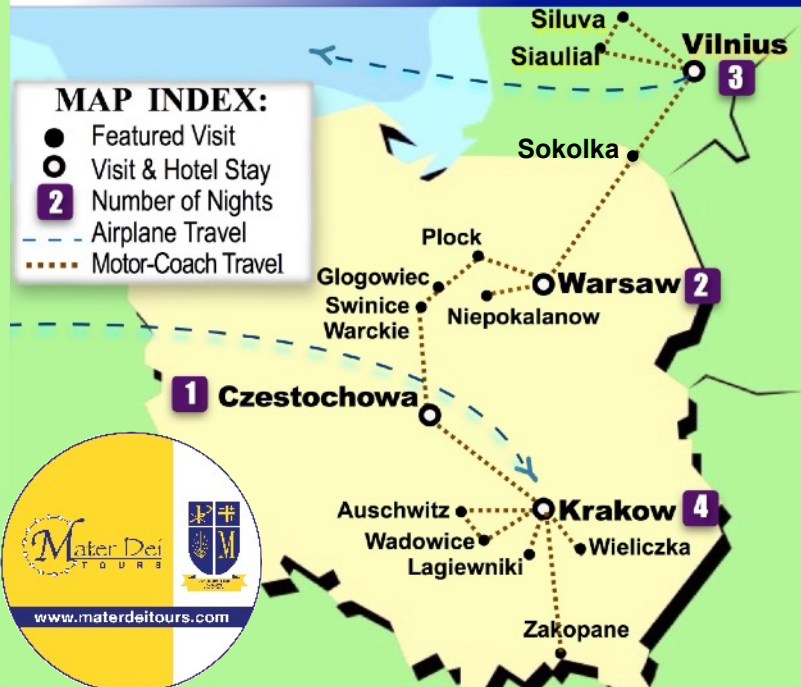 Siluva
Siauliai
Vilnius
3
MAP INDEX:
Featured Visit
Visit & Hotel Stay
2 Number of Nights
Airplane Travel
Motor-Coach Travel
Sokolka
Plock
Glogowiec
Swinice
Warckie
Niepokalanow
Warsaw 2
1 Czestochowa
Auschwitz
Krakow 4
Wadowice
Lagiewniki
Wieliczka
Zakopane
Mater Dei
TOURS
M
www.materdeitours.com